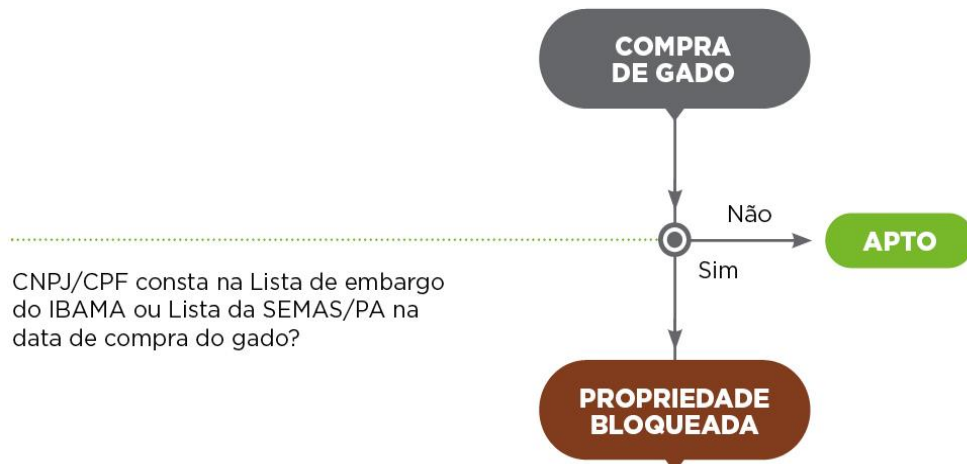 COMPRA
DE GADO
Não
APTO
Sim
CNPJ/CPF consta na Lista de embargo
do IBAMA ou Lista da SEMAS/PA na
data de compra do gado?
PROPRIEDADE
BLOQUEADA